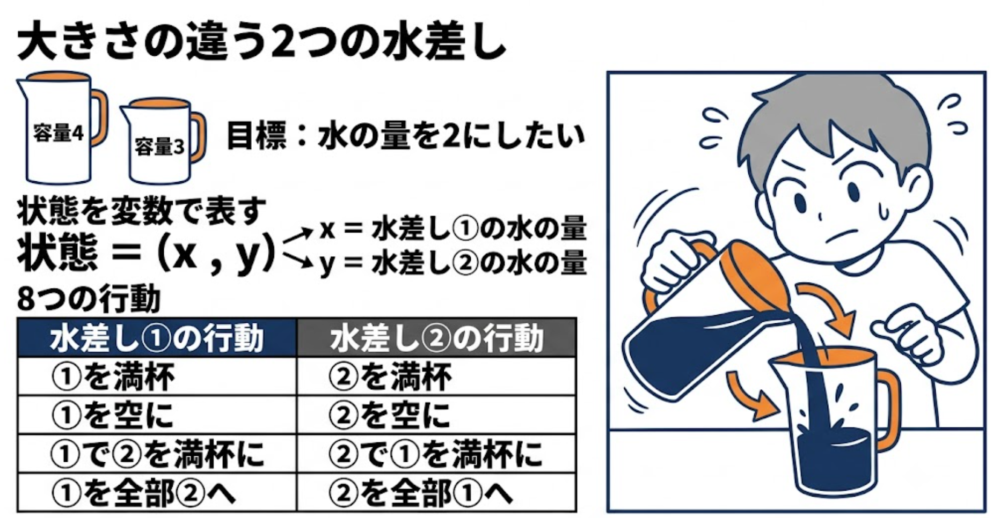 大きさの違う2つの水差し
容量4
容量3
目標：水の量を2にしたい
状態を変数で表す
状態 = (x , y)
x = 水差し①の水の量
y = 水差し②の水の量
8つの行動
水差し①の行動 水差し②の行動
①を満杯 ②を満杯
①を空に ②を空に
①で②を満杯に ②で①を満杯に
①を全部②へ ②を全部①へ